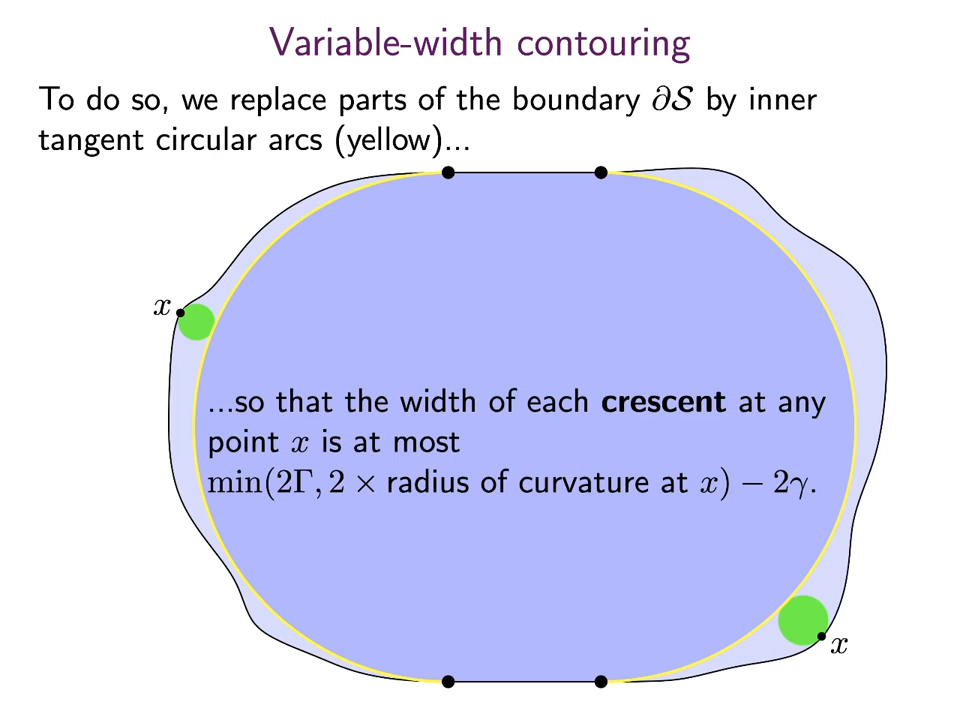 Variable-width contouring
To do so, we replace parts of the boundary ∂𝒮 by inner
tangent circular arcs (yellow)...
x
...so that the width of each crescent at any
point x is at most
min(2Γ, 2 × radius of curvature at x) − 2γ.
x